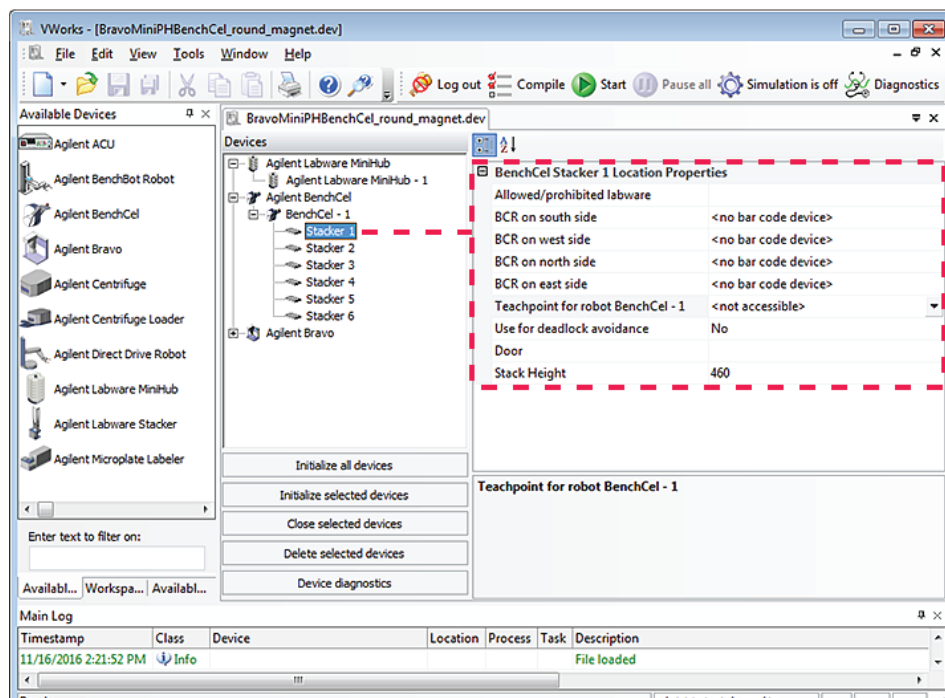 VWorks - [BravoMiniPHBenchCel_round_magnet.dev]
File Edit View Tools Window Help
Log out Compile Start Pause all Simulation is off Diagnostics
Available Devices
Agilent ACU
Agilent BenchBot Robot
Agilent BenchCel
Agilent Bravo
Agilent Centrifuge
Agilent Centrifuge Loader
Agilent Direct Drive Robot
Agilent Labware MiniHub
Agilent Labware Stacker
Agilent Microplate Labeler
Enter text to filter on:
Availabl... Workspa... Availabl...
BravoMiniPHBenchCel_round_magnet.dev
Devices
Agilent Labware MiniHub
Agilent Labware MiniHub - 1
Agilent BenchCel
BenchCel - 1
Stacker 1
Stacker 2
Stacker 3
Stacker 4
Stacker 5
Stacker 6
Agilent Bravo
Initialize all devices
Initialize selected devices
Close selected devices
Delete selected devices
Device diagnostics
BenchCel Stacker 1 Location Properties
Allowed/prohibited labware
BCR on south side <no bar code device>
BCR on west side <no bar code device>
BCR on north side <no bar code device>
BCR on east side <no bar code device>
Teachpoint for robot BenchCel - 1 <not accessible>
Use for deadlock avoidance No
Door
Stack Height 460
Teachpoint for robot BenchCel - 1
Main Log
Timestamp Class Device Location Process Task Description
11/16/2016 2:21:52 PM Info File loaded